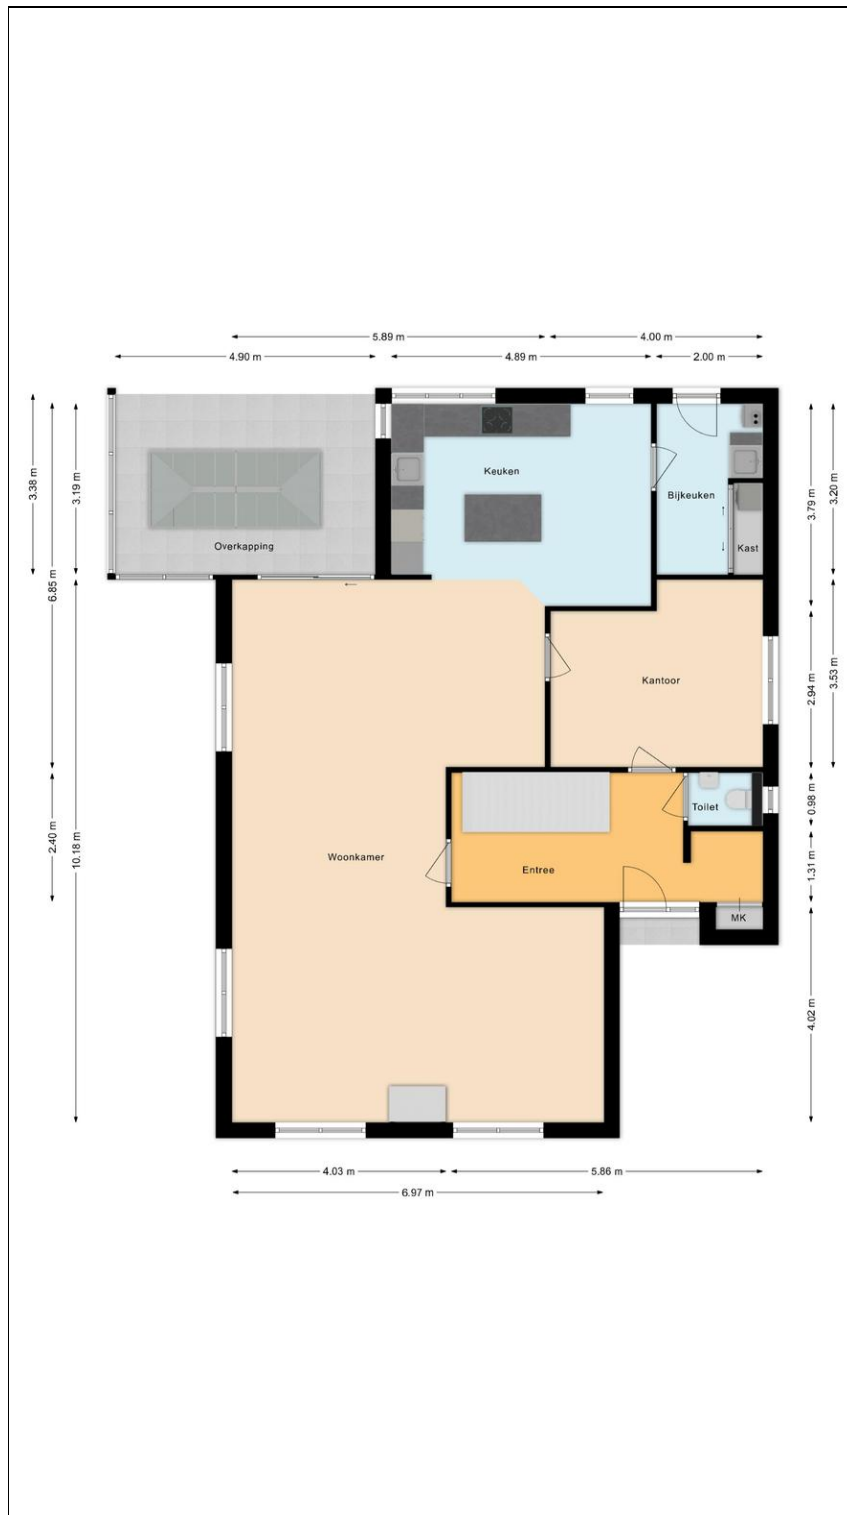 5.89 m
4.00 m
4.90 m
4.89 m
2.00 m
3.38 m
6.85 m
3.19 m
3.79 m
3.20 m
Keuken
Bijkeuken
Overkapping
Kast
2.94 m
3.53 m
Kantoor
2.40 m
10.18 m
Toilet
0.98 m
Woonkamer
Entree
1.31 m
MK
4.02 m
4.03 m
5.86 m
6.97 m